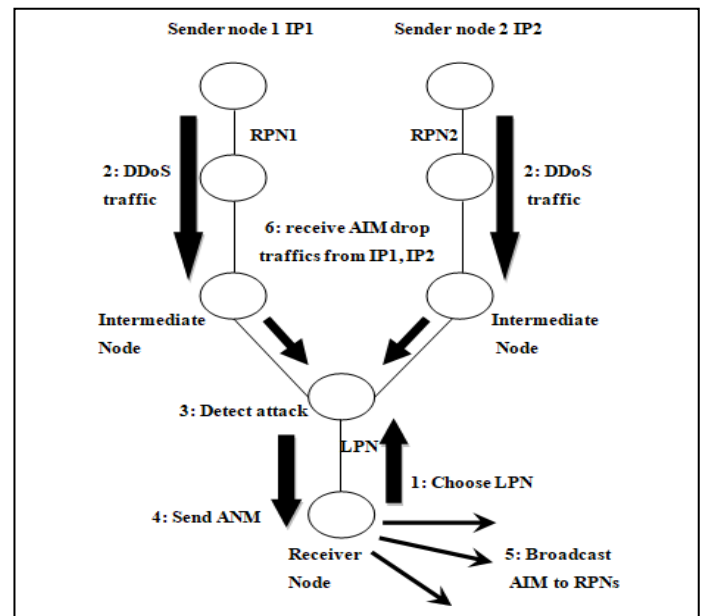 Sender node 1 IP1
Sender node 2 IP2
RPN1
RPN2
2: DDoS
traffic
2: DDoS
traffic
6: receive AIM drop
traffics from IP1, IP2
Intermediate
Node
Intermediate
Node
3: Detect attack
LPN
1: Choose LPN
4: Send ANM
Receiver
Node
5: Broadcast
AIM to RPNs